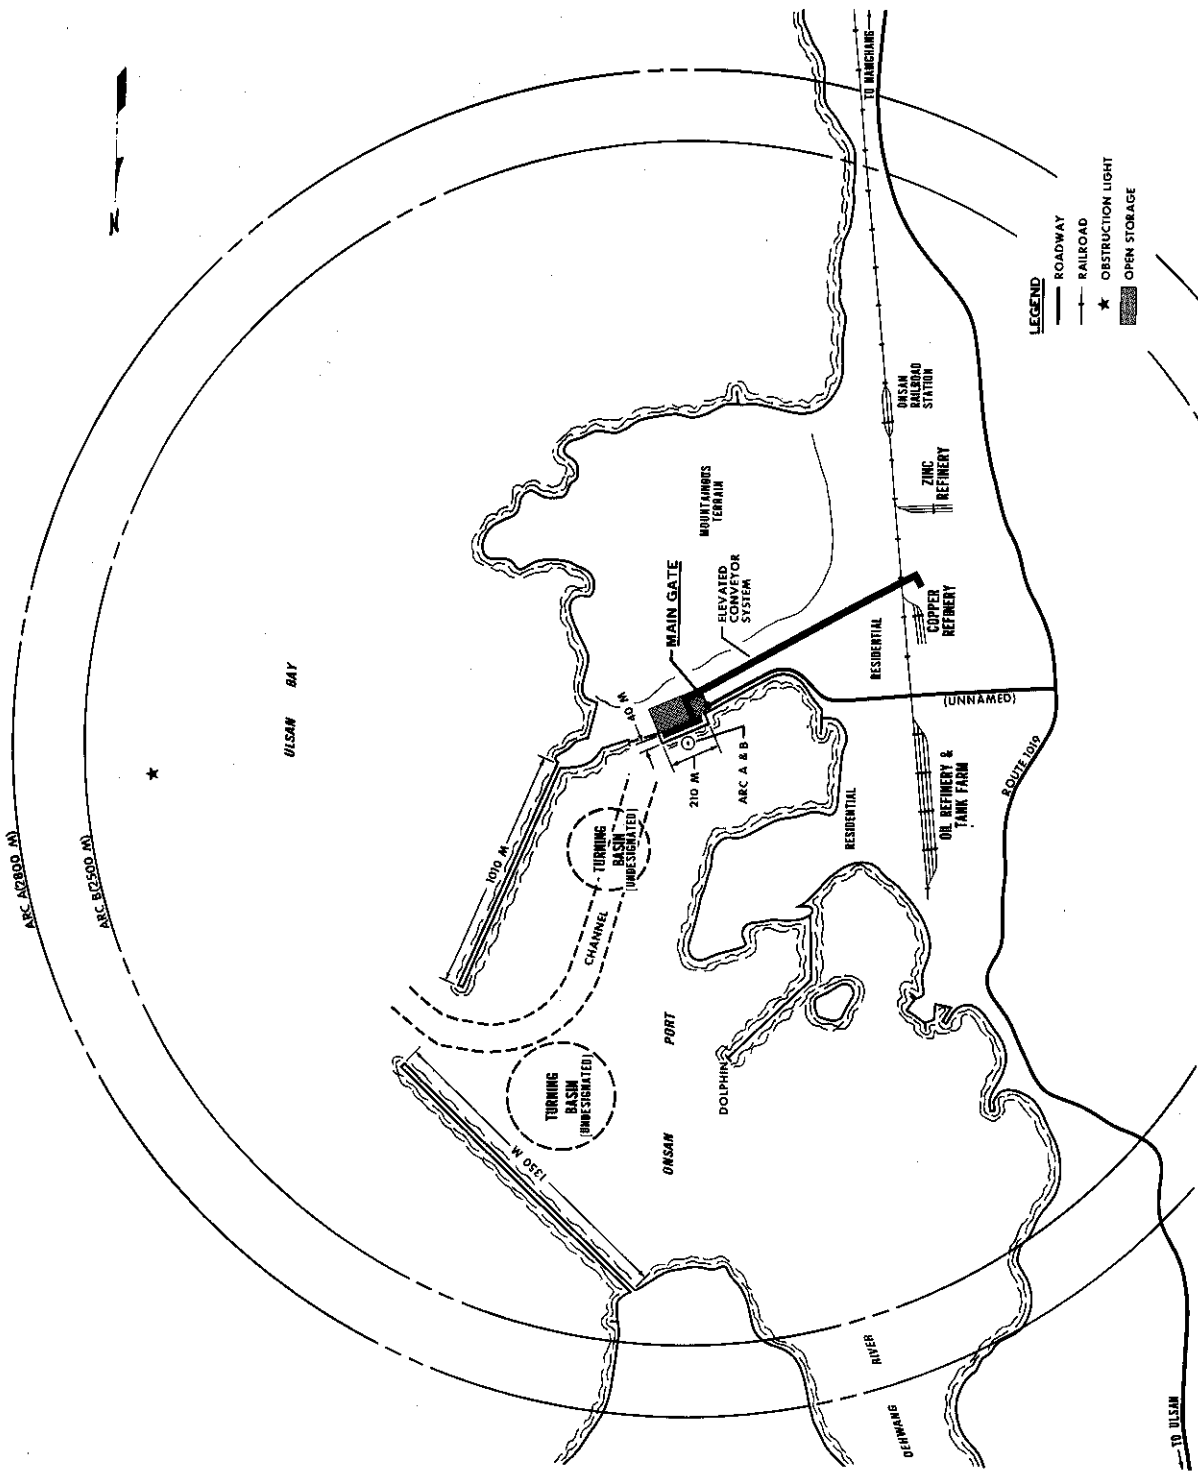 N
ARC A(2800 M)
ARC B(2500 M)
ULSAN BAY
1010 M
TURNING
BASIN
(UNDESIGNATED)
CHANNEL
TURNING
BASIN
(UNDESIGNATED)
1350 M
ONSAN PORT
DOLPHIN
40 M
210 M
ARC A & B
MAIN GATE
ELEVATED
CONVEYOR
SYSTEM
MOUNTAINOUS
TERRAIN
RESIDENTIAL
RESIDENTIAL
COPPER
REFINERY
ZINC
REFINERY
ONSAN
RAILROAD
STATION
OIL REFINERY &
TANK FARM
(UNNAMED)
ROUTE 1019
TO NAMCHANG
TO ULSAN
DEHWANG RIVER
LEGEND
ROADWAY
RAILROAD
OBSTRUCTION LIGHT
OPEN STORAGE